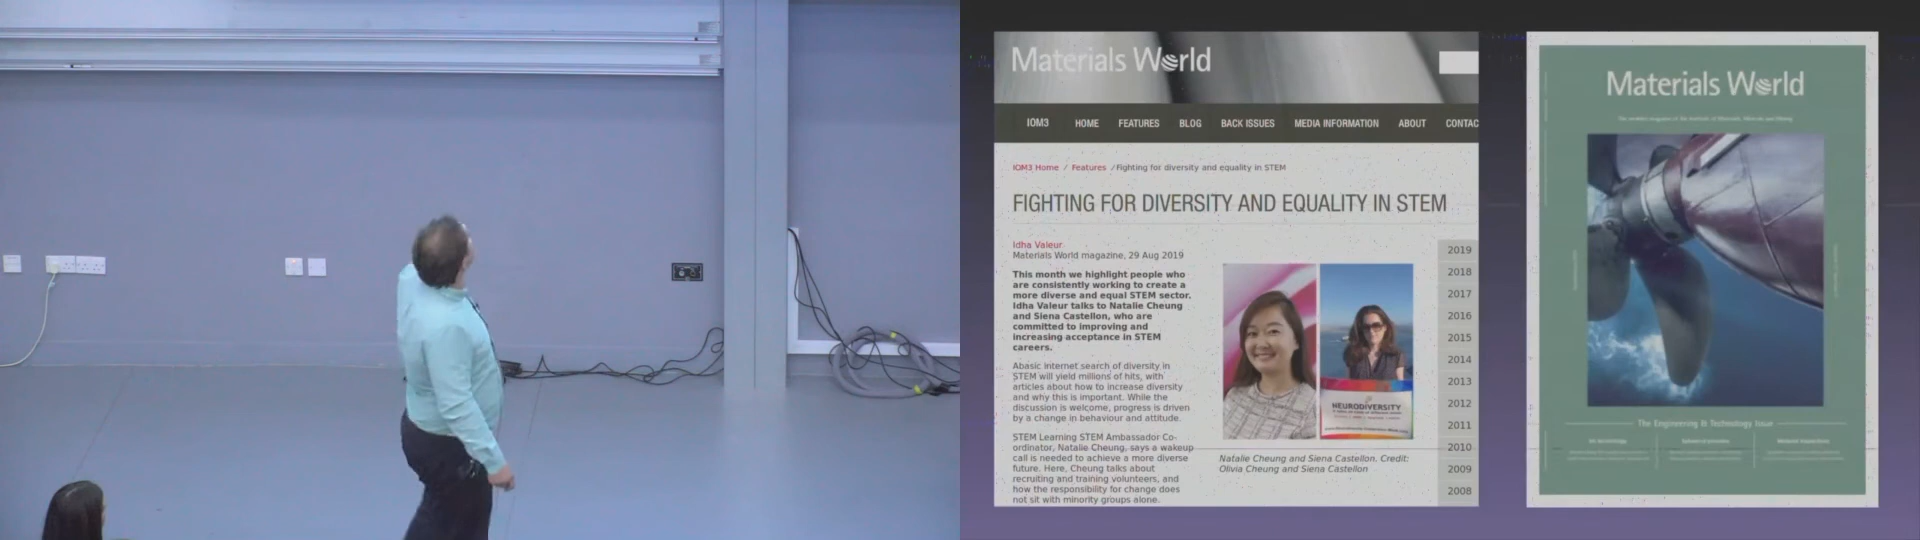 Materials World
IOM3 HOME FEATURES BLOG BACK ISSUES MEDIA INFORMATION ABOUT CONTAC
IOM3 Home / Features / Fighting for diversity and equality in STEM
FIGHTING FOR DIVERSITY AND EQUALITY IN STEM
Idha Valeur
Materials World magazine, 29 Aug 2019
This month we highlight people who
are consistently working to create a
more diverse and equal STEM sector.
Idha Valeur talks to Natalie Cheung
and Siena Castellon, who are
committed to improving and
increasing acceptance in STEM
careers.
Abasic internet search of diversity in
STEM will yield millions of hits, with
articles about how to increase diversity
and why this is important. While the
discussion is welcome, progress is driven
by a change in behaviour and attitude.
STEM Learning STEM Ambassador Co-
ordinator, Natalie Cheung, says a wakeup
call is needed to achieve a more diverse
future. Here, Cheung talks about
recruiting and training volunteers, and
how the responsibility for change does
not sit with minority groups alone.
NEURODIVERSITY
Natalie Cheung and Siena Castellon. Credit:
Olivia Cheung and Siena Castellon
2019
2018
2017
2016
2015
2014
2013
2012
2011
2010
2009
2008
Materials World
The Engineering & Technology Issue